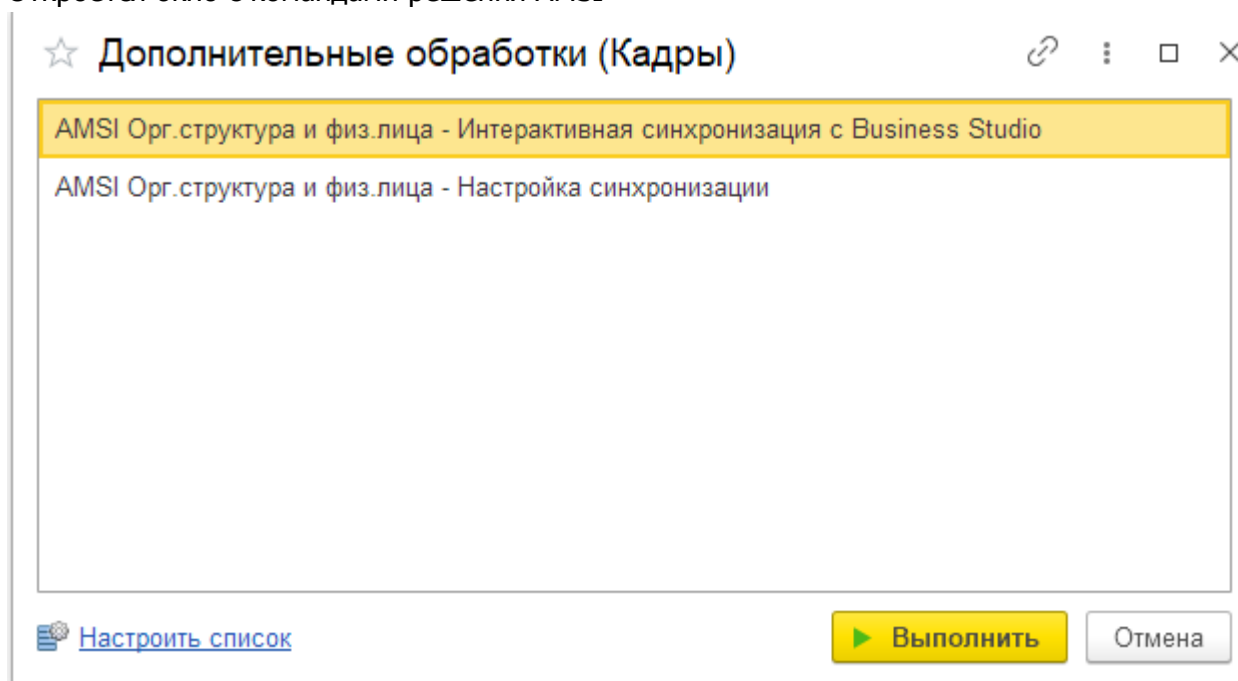 Дополнительные обработки (Кадры)
AMSI Орг.структура и физ.лица - Интерактивная синхронизация с Business Studio
AMSI Орг.структура и физ.лица - Настройка синхронизации
Настроить список
Выполнить
Отмена